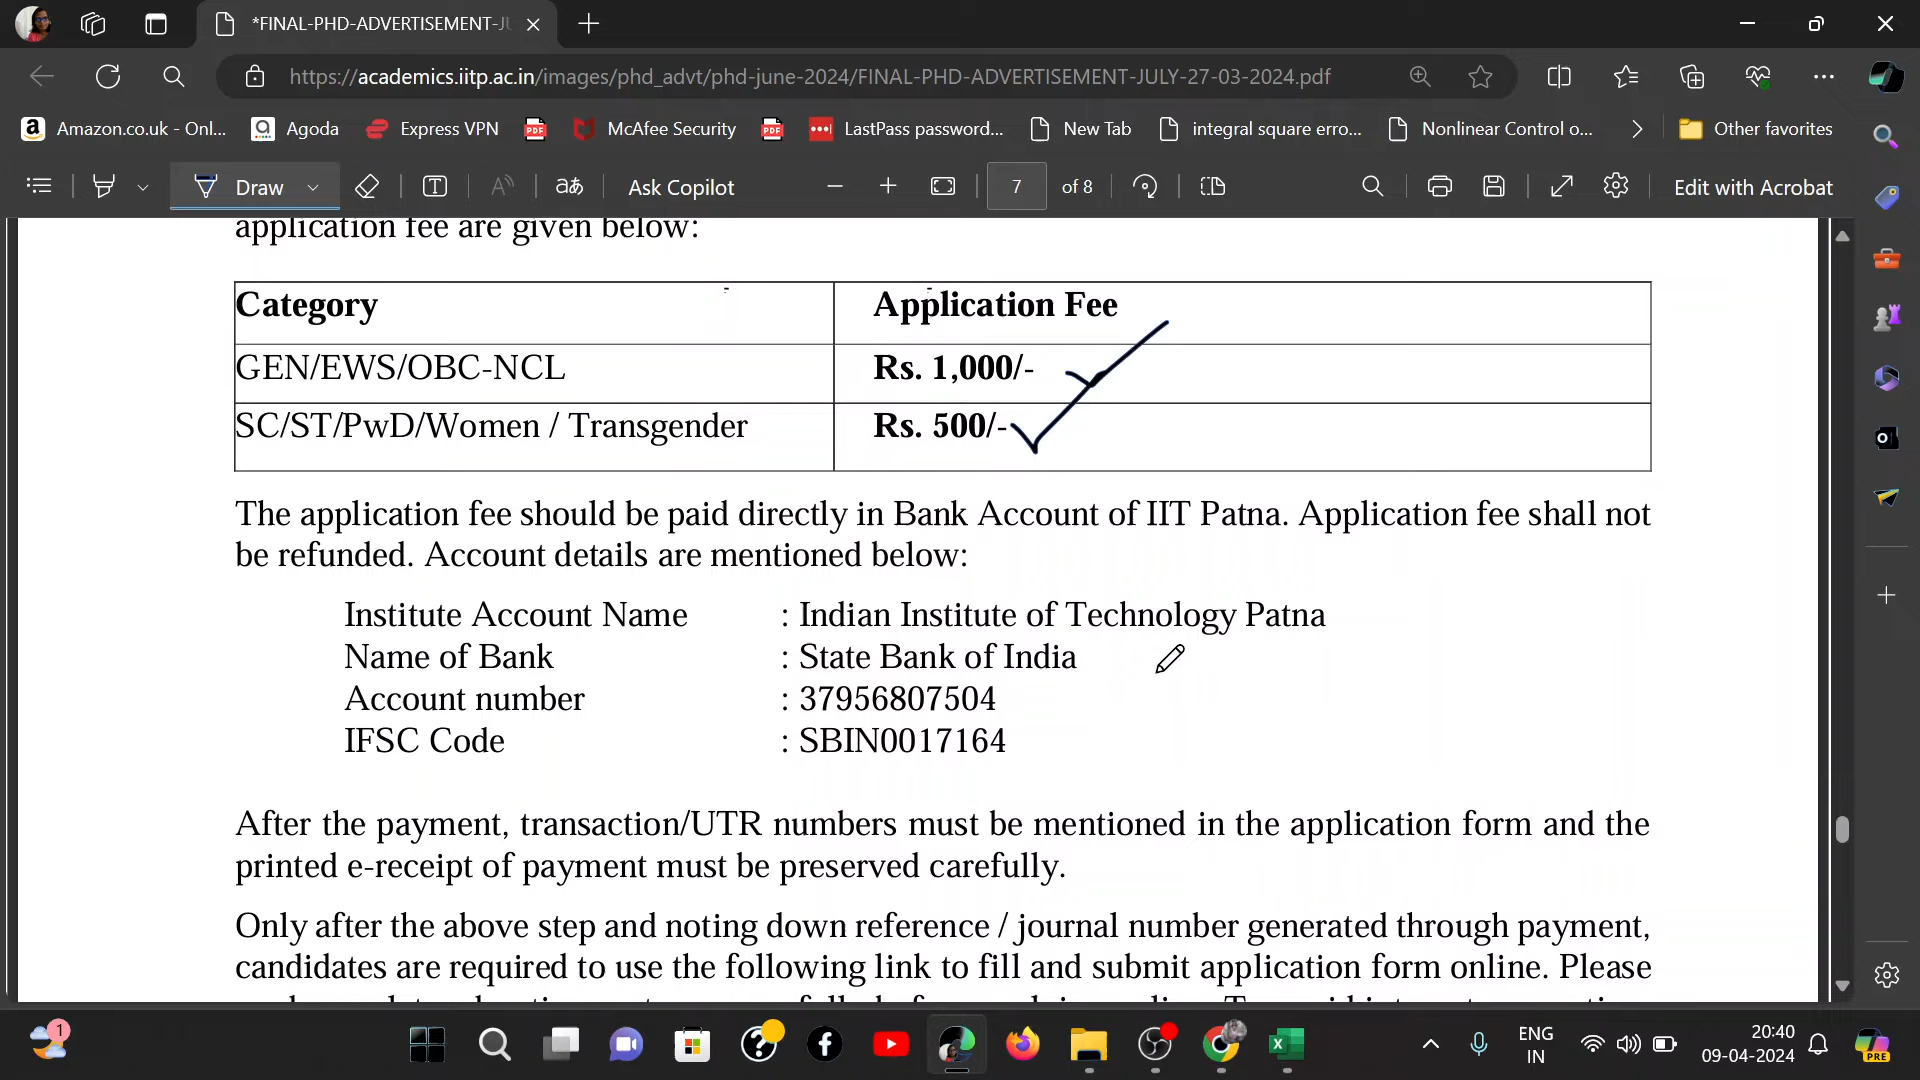 *FINAL-PHD-ADVERTISEMENT-JU
https://academics.iitp.ac.in/images/phd_advt/phd-june-2024/FINAL-PHD-ADVERTISEMENT-JULY-27-03-2024.pdf
Amazon.co.uk - Onl... Agoda Express VPN PDF McAfee Security PDF LastPass password... New Tab integral square erro... Nonlinear Control o... Other favorites
Draw aあ Ask Copilot 7 of 8 Edit with Acrobat
application fee are given below:
Category Application Fee
GEN/EWS/OBC-NCL Rs. 1,000/-
SC/ST/PwD/Women / Transgender Rs. 500/-
The application fee should be paid directly in Bank Account of IIT Patna. Application fee shall not
be refunded. Account details are mentioned below:
Institute Account Name : Indian Institute of Technology Patna
Name of Bank : State Bank of India
Account number : 37956807504
IFSC Code : SBIN0017164
After the payment, transaction/UTR numbers must be mentioned in the application form and the
printed e-receipt of payment must be preserved carefully.
Only after the above step and noting down reference / journal number generated through payment,
candidates are required to use the following link to fill and submit application form online. Please
1 ENG 20:40
IN 09-04-2024 PRE